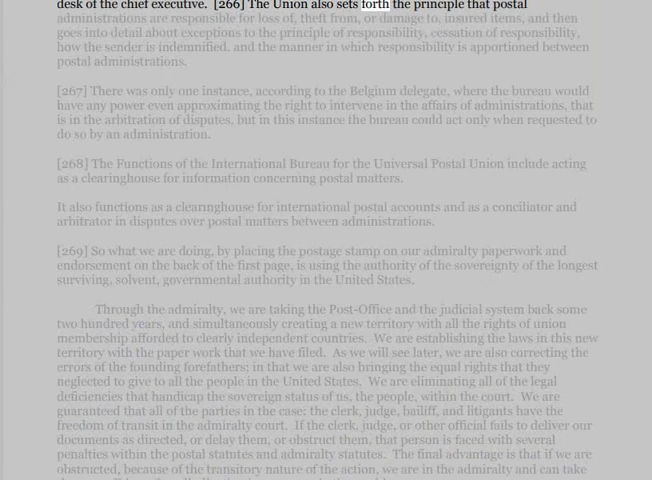 desk of the chief executive.  [266] The Union also sets forth the principle that postal
administrations are responsible for loss of, theft from, or damage to, insured items, and then
goes into detail about exceptions to the principle of responsibility, cessation of responsibility,
how the sender is indemnified, and the manner in which responsibility is apportioned between
postal administrations.
[267] There was only one instance, according to the Belgium delegate, where the bureau would
have any power even approximating the right to intervene in the affairs of administrations, that
is in the arbitration of disputes, but in this instance the bureau could act only when requested to
do so by an administration.
[268] The Functions of the International Bureau for the Universal Postal Union include acting
as a clearinghouse for information concerning postal matters.
It also functions as a clearinghouse for international postal accounts and as a conciliator and
arbitrator in disputes over postal matters between administrations.
[269] So what we are doing, by placing the postage stamp on our admiralty paperwork and
endorsement on the back of the first page, is using the authority of the sovereignty of the longest
surviving, solvent, governmental authority in the United States.
Through the admiralty, we are taking the Post-Office and the judicial system back some
two hundred years, and simultaneously creating a new territory with all the rights of union
membership afforded to clearly independent countries.  We are establishing the laws in this new
territory with the paper work that we have filed.  As we will see later, we are also correcting the
errors of the founding forefathers; in that we are also bringing the equal rights that they
neglected to give to all the people in the United States.  We are eliminating all of the legal
deficiencies that handicap the sovereign status of us, the people, within the court.  We are
guaranteed that all of the parties in the case: the clerk, judge, bailiff, and litigants have the
freedom of transit in the admiralty court.  If the clerk, judge, or other official fails to deliver our
documents as directed, or delay them, or obstruct them, that person is faced with several
penalties within the postal statutes and admiralty statutes.  The final advantage is that if we are
obstructed, because of the transitory nature of the action, we are in the admiralty and can take